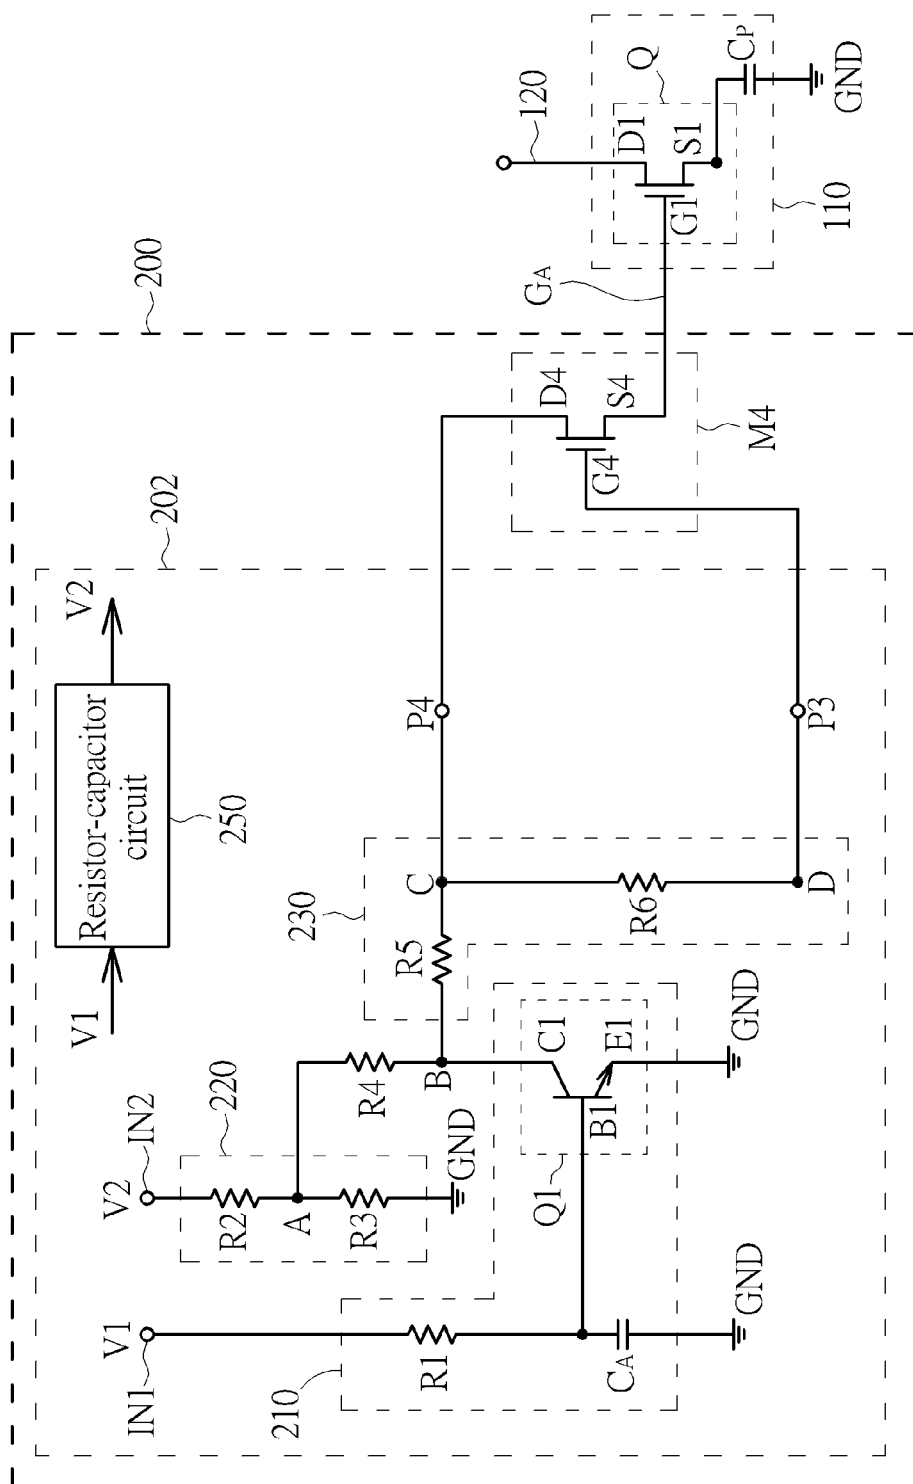 200
202
V1
Resistor-capacitor
circuit
V2
250
V1
IN1
V2
IN2
220
R2
A
R3
GND
210
R1
CA
GND
R4
B
Q1
B1
C1
E1
GND
230
R5
C
R6
D
P4
P3
D4
G4
S4
M4
GA
120
Q
D1
G1
S1
CP
GND
110